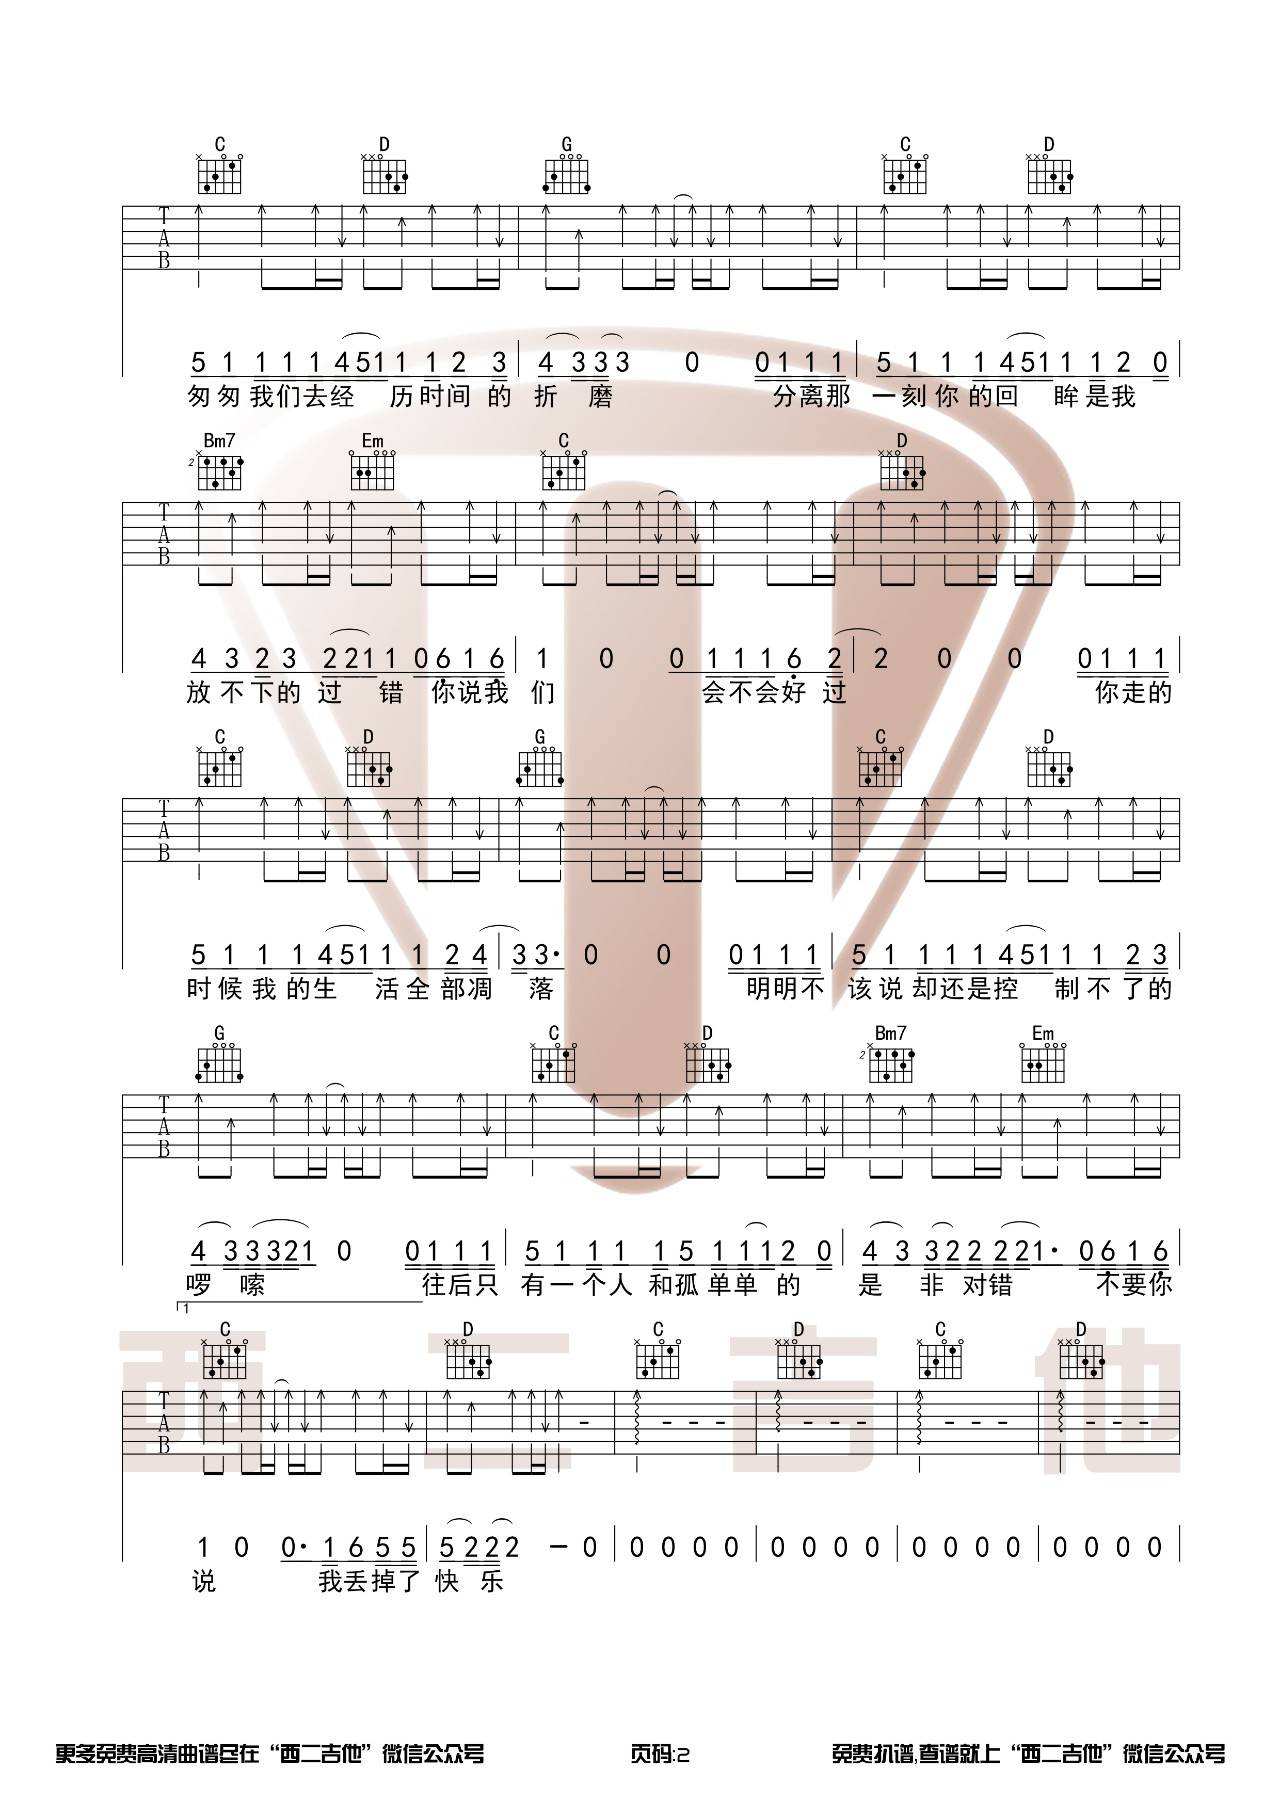 C D G C D
T
A
B
5 1 1 1 1 4 5 1 1 1 2 3 4 3 3 3 0 0 1 1 1 5 1 1 1 4 5 1 1 1 2 0
匆匆我们去经 历时间的折 磨 分离那一刻你的回 眸是我
Bm7 Em C D
2
T
A
B
4 3 2 3 2 2 1 1 0 6 1 6 1 0 0 1 1 1 6 2 2 0 0 0 1 1 1
放不下的过 错 你说我们 会不会好过 你走的
C D G C D
T
A
B
5 1 1 1 4 5 1 1 1 2 4 3 3· 0 0 0 1 1 1 5 1 1 1 1 4 5 1 1 1 2 3
时候我的生 活全部凋 落 明明不该说却还是控 制不了的
G C D Bm7 Em
2
T
A
B
4 3 3 3 2 1 0 0 1 1 1 5 1 1 1 1 5 1 1 1 2 0 4 3 3 2 2 2 2 2 1· 0 6 1 6
啰 嗦 往后只有一个人和孤单单的 是 非 对错 不要你
1
C D C D C D
T
A
B
1 0 0· 1 6 5 5 5 2 2 2 – 0 0 0 0 0 0 0 0 0 0 0 0 0 0 0 0 0
说 我丢掉了快 乐
西二吉他
更多免费高清曲谱尽在“西二吉他”微信公众号 页码:2 免费扒谱,查谱就上“西二吉他”微信公众号